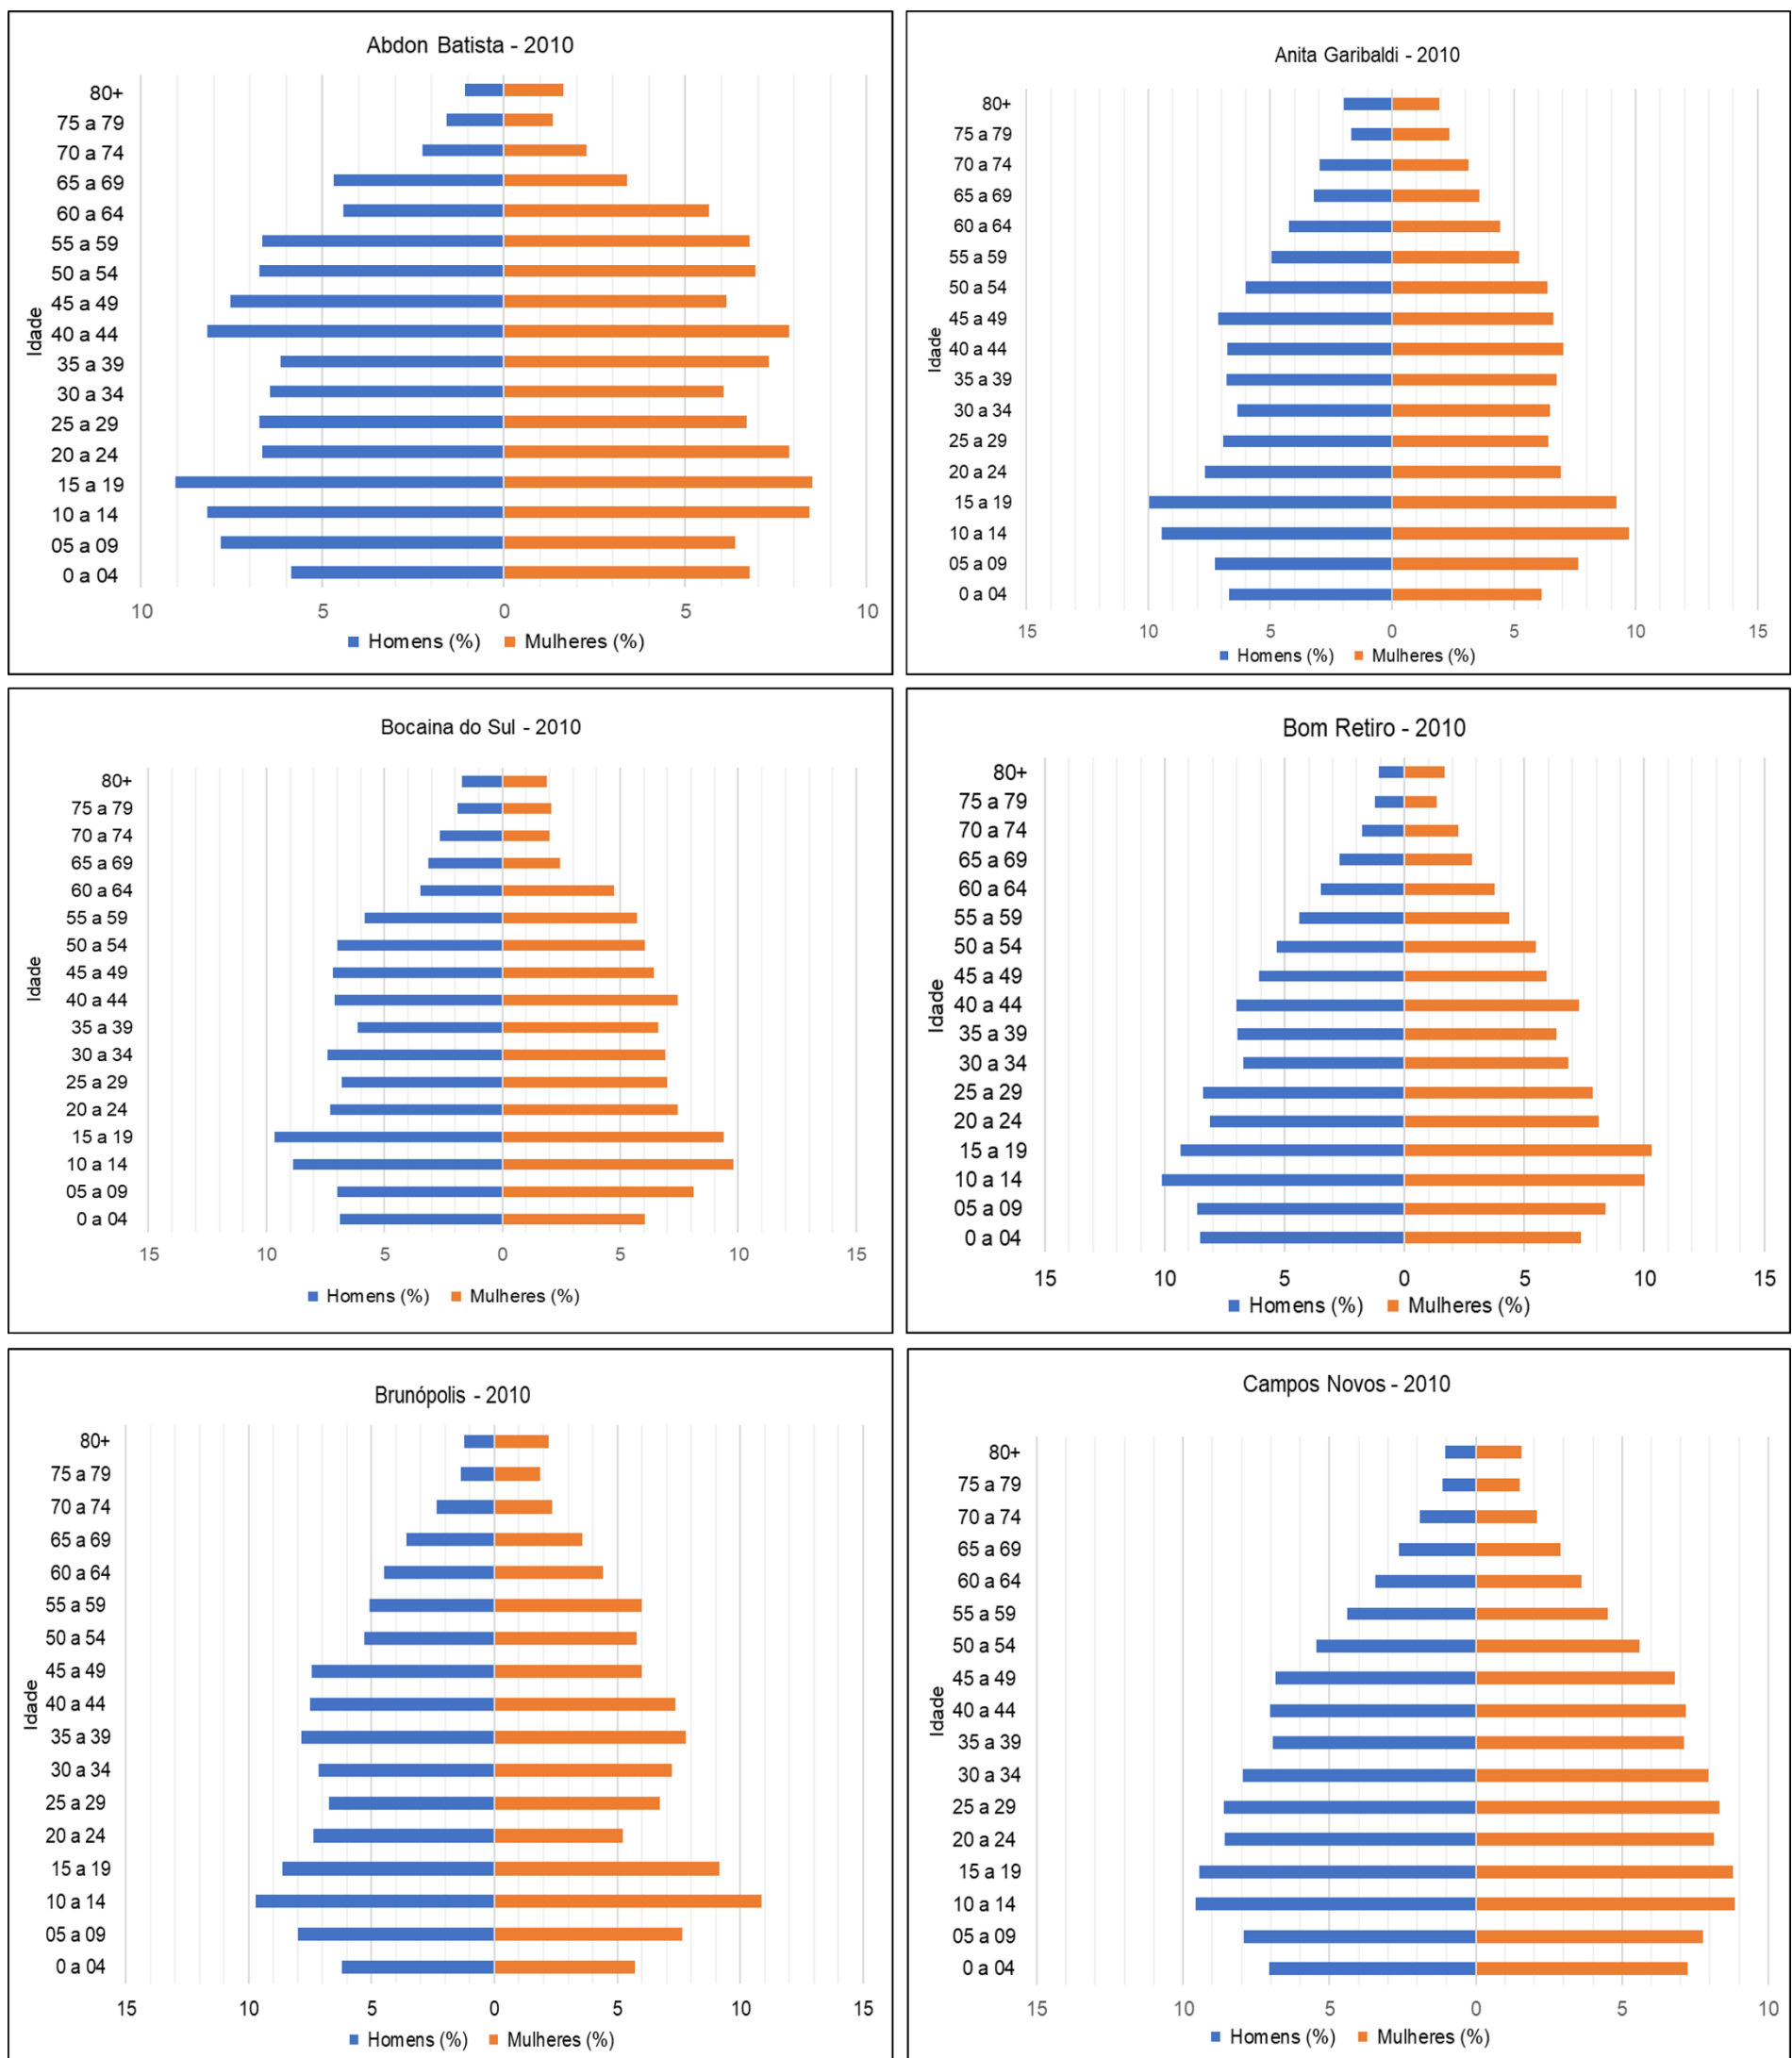 Abdon Batista - 2010
80+
75 a 79
70 a 74
65 a 69
60 a 64
55 a 59
50 a 54
45 a 49
40 a 44
35 a 39
30 a 34
25 a 29
20 a 24
15 a 19
10 a 14
05 a 09
0 a 04
Idade
10 5 0 5 10
Homens (%) Mulheres (%)
Anita Garibaldi - 2010
80+
75 a 79
70 a 74
65 a 69
60 a 64
55 a 59
50 a 54
45 a 49
40 a 44
35 a 39
30 a 34
25 a 29
20 a 24
15 a 19
10 a 14
05 a 09
0 a 04
Idade
15 10 5 0 5 10 15
Homens (%) Mulheres (%)
Bocaina do Sul - 2010
80+
75 a 79
70 a 74
65 a 69
60 a 64
55 a 59
50 a 54
45 a 49
40 a 44
35 a 39
30 a 34
25 a 29
20 a 24
15 a 19
10 a 14
05 a 09
0 a 04
Idade
15 10 5 0 5 10 15
Homens (%) Mulheres (%)
Bom Retiro - 2010
80+
75 a 79
70 a 74
65 a 69
60 a 64
55 a 59
50 a 54
45 a 49
40 a 44
35 a 39
30 a 34
25 a 29
20 a 24
15 a 19
10 a 14
05 a 09
0 a 04
Idade
15 10 5 0 5 10 15
Homens (%) Mulheres (%)
Brunópolis - 2010
80+
75 a 79
70 a 74
65 a 69
60 a 64
55 a 59
50 a 54
45 a 49
40 a 44
35 a 39
30 a 34
25 a 29
20 a 24
15 a 19
10 a 14
05 a 09
0 a 04
Idade
15 10 5 0 5 10 15
Homens (%) Mulheres (%)
Campos Novos - 2010
80+
75 a 79
70 a 74
65 a 69
60 a 64
55 a 59
50 a 54
45 a 49
40 a 44
35 a 39
30 a 34
25 a 29
20 a 24
15 a 19
10 a 14
05 a 09
0 a 04
Idade
15 10 5 0 5 10
Homens (%) Mulheres (%)